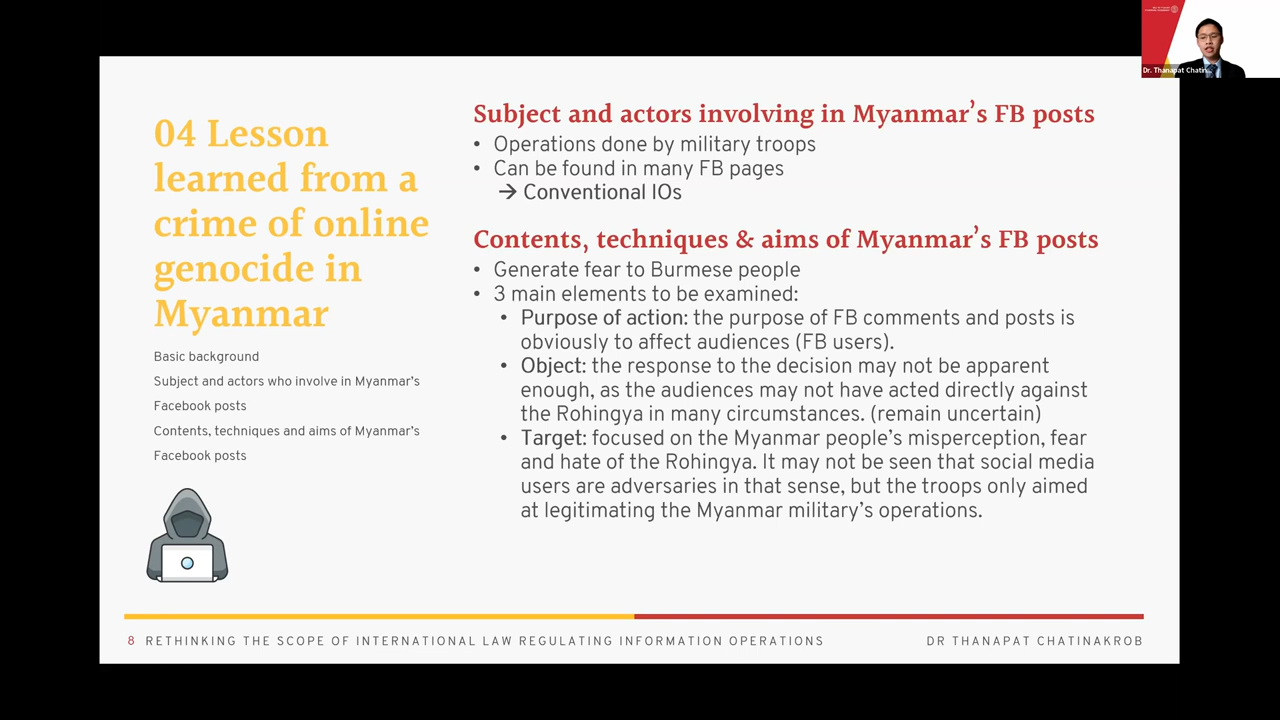 Dr. Thanapat Chatin...
04 Lesson
learned from a
crime of online
genocide in
Myanmar
Basic background
Subject and actors who involve in Myanmar's
Facebook posts
Contents, techniques and aims of Myanmar's
Facebook posts
Subject and actors involving in Myanmar's FB posts
• Operations done by military troops
• Can be found in many FB pages
→ Conventional IOs
Contents, techniques & aims of Myanmar's FB posts
• Generate fear to Burmese people
• 3 main elements to be examined:
• Purpose of action: the purpose of FB comments and posts is
obviously to affect audiences (FB users).
• Object: the response to the decision may not be apparent
enough, as the audiences may not have acted directly against
the Rohingya in many circumstances. (remain uncertain)
• Target: focused on the Myanmar people's misperception, fear
and hate of the Rohingya. It may not be seen that social media
users are adversaries in that sense, but the troops only aimed
at legitimating the Myanmar military's operations.
8 RETHINKING THE SCOPE OF INTERNATIONAL LAW REGULATING INFORMATION OPERATIONS
DR THANAPAT CHATINAKROB